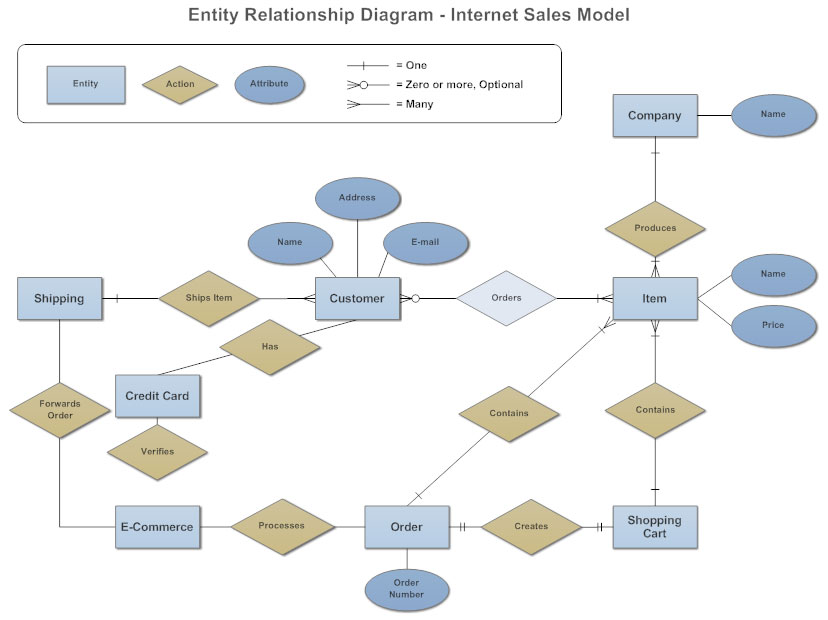 Entity Relationship Diagram - Internet Sales Model
Entity
Action
Attribute
= One
= Zero or more, Optional
= Many
Company
Name
Address
Produces
Name
E-mail
Name
Shipping
Ships Item
Customer
Orders
Item
Price
Has
Credit Card
Forwards
Order
Contains
Contains
Verifies
E-Commerce
Processes
Order
Creates
Shopping
Cart
Order
Number